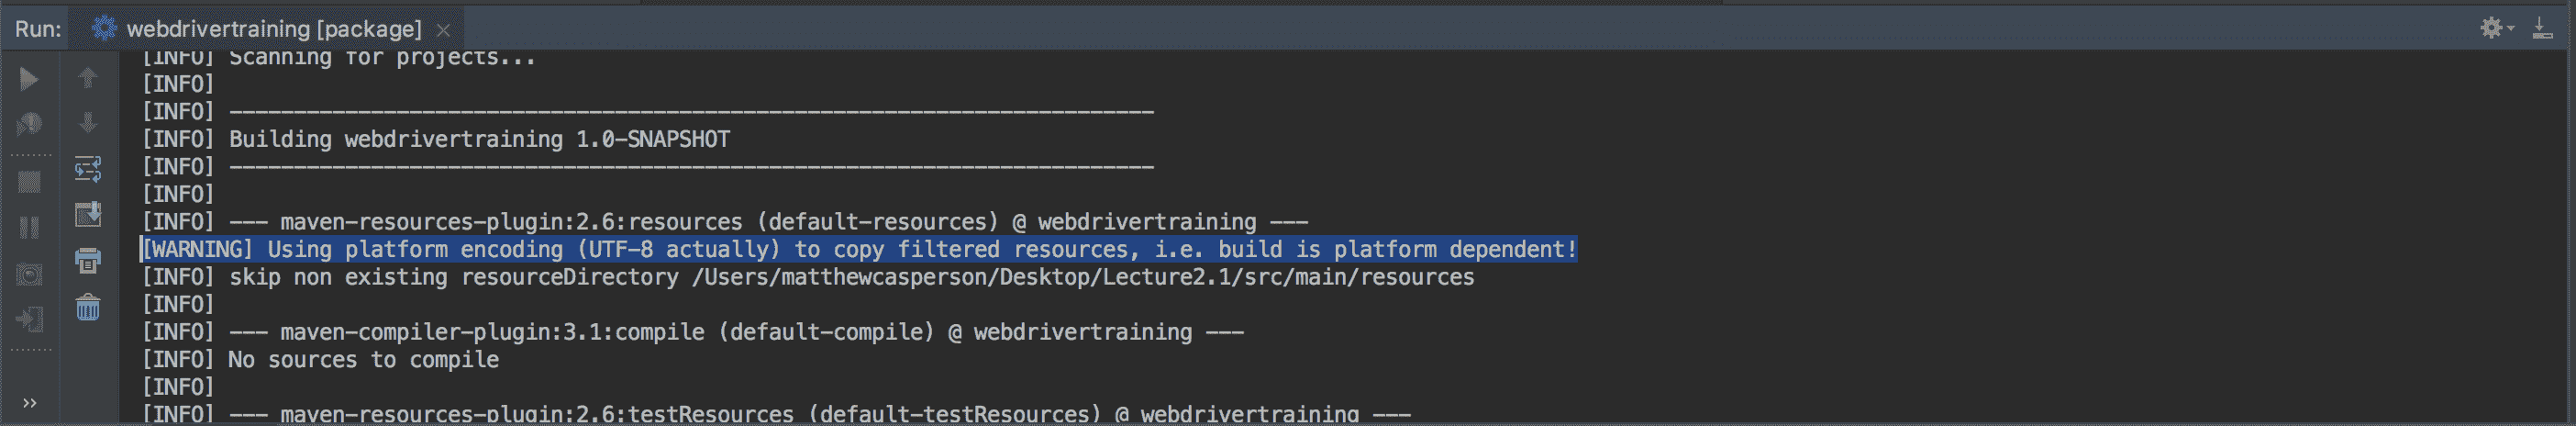 Run: webdrivertraining [package]
[INFO] Scanning for projects...
[INFO]
[INFO] ------------------------------------------------------------------------
[INFO] Building webdrivertraining 1.0-SNAPSHOT
[INFO] ------------------------------------------------------------------------
[INFO]
[INFO] --- maven-resources-plugin:2.6:resources (default-resources) @ webdrivertraining ---
[WARNING] Using platform encoding (UTF-8 actually) to copy filtered resources, i.e. build is platform dependent!
[INFO] skip non existing resourceDirectory /Users/matthewcasperson/Desktop/Lecture2.1/src/main/resources
[INFO]
[INFO] --- maven-compiler-plugin:3.1:compile (default-compile) @ webdrivertraining ---
[INFO] No sources to compile
[INFO]
[INFO] --- maven-resources-plugin:2.6:testResources (default-testResources) @ webdrivertraining ---